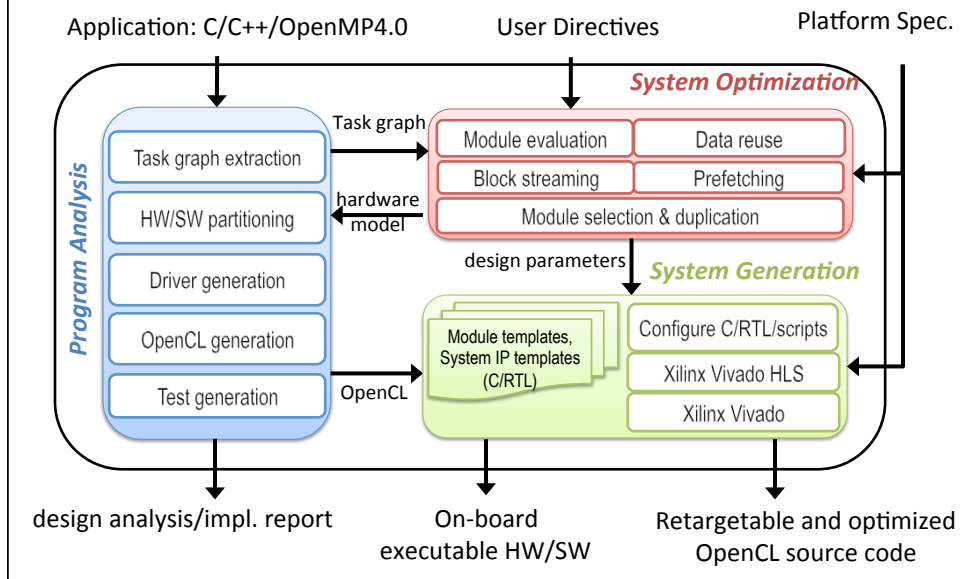 Application: C/C++/OpenMP4.0
User Directives
Platform Spec.
System Optimization
Task graph
Module evaluation
Data reuse
Block streaming
Prefetching
Module selection & duplication
hardware
model
Program Analysis
Task graph extraction
HW/SW partitioning
Driver generation
OpenCL generation
Test generation
design parameters
System Generation
OpenCL
Module templates,
System IP templates
(C/RTL)
Configure C/RTL/scripts
Xilinx Vivado HLS
Xilinx Vivado
design analysis/impl. report
On-board
executable HW/SW
Retargetable and optimized
OpenCL source code